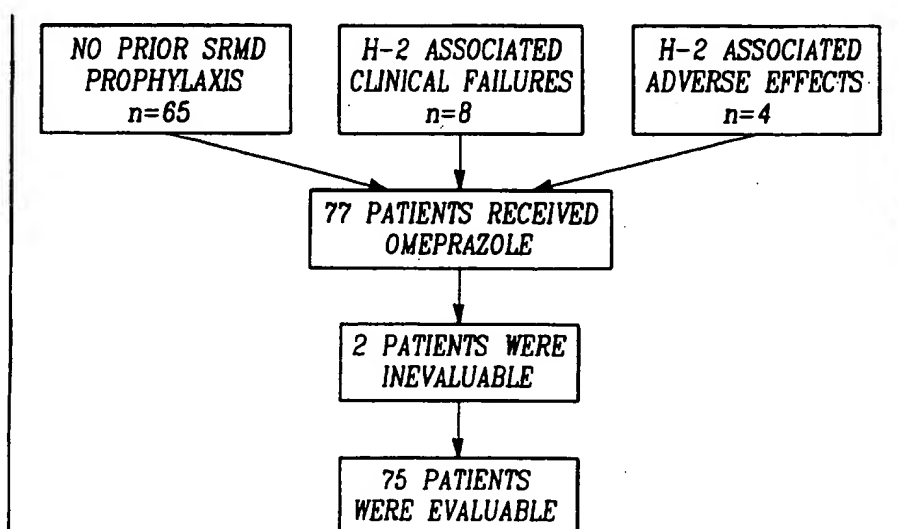 NO PRIOR SRMD
PROPHYLAXIS
n=65
H-2 ASSOCIATED
CLINICAL FAILURES
n=8
H-2 ASSOCIATED
ADVERSE EFFECTS
n=4
77 PATIENTS RECEIVED
OMEPRAZOLE
2 PATIENTS WERE
INEVALUABLE
75 PATIENTS
WERE EVALUABLE